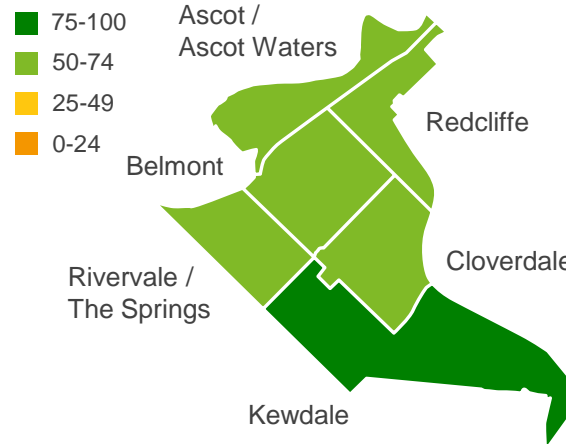 75-100
50-74
25-49
0-24
Ascot /
Ascot Waters
Redcliffe
Belmont
Cloverdale
Rivervale /
The Springs
Kewdale